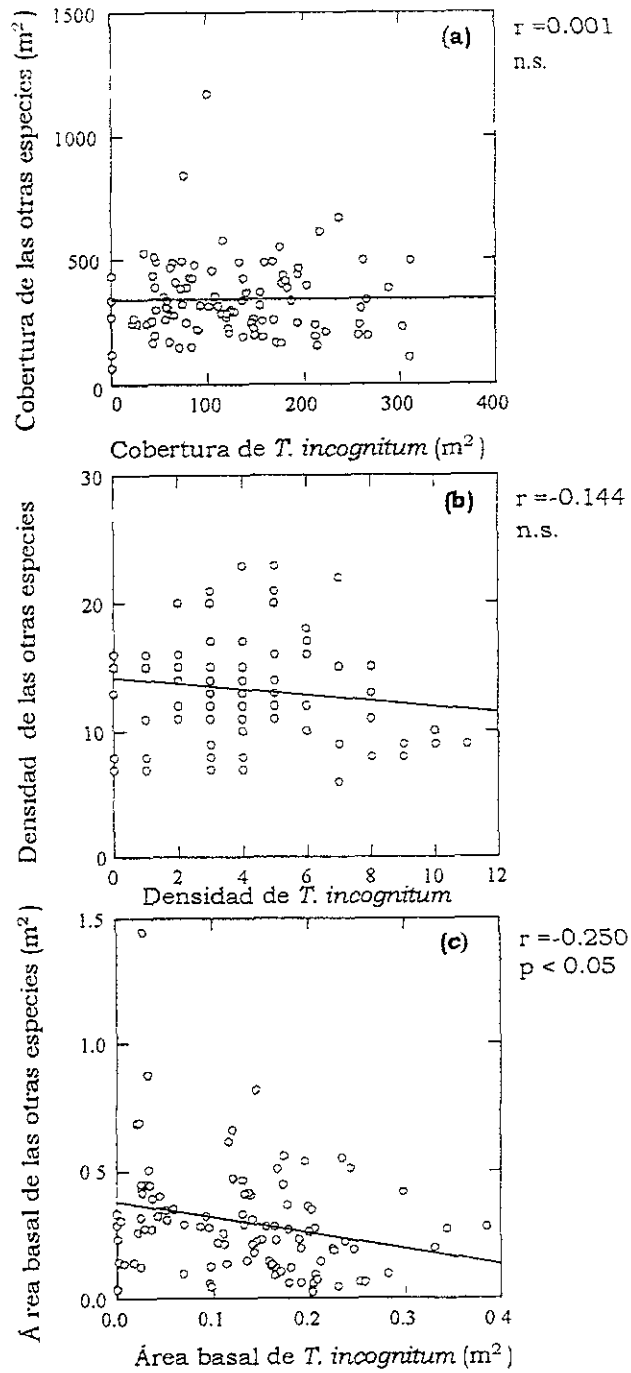 1500
(a)
r =0.001
n.s.
1000
500
0
0 100 200 300 400
Cobertura de las otras especies (m²)
Cobertura de T. incognitum (m²)
30
(b)
r =-0.144
n.s.
20
10
0
0 2 4 6 8 10 12
Densidad de las otras especies
Densidad de T. incognitum
1.5
(c)
r =-0.250
p < 0.05
1.0
0 5
0.0
0.0 0.1 0.2 0.3 0 4
Á rea basal de las otras especies (m²)
Área basal de T. incognitum (m²)